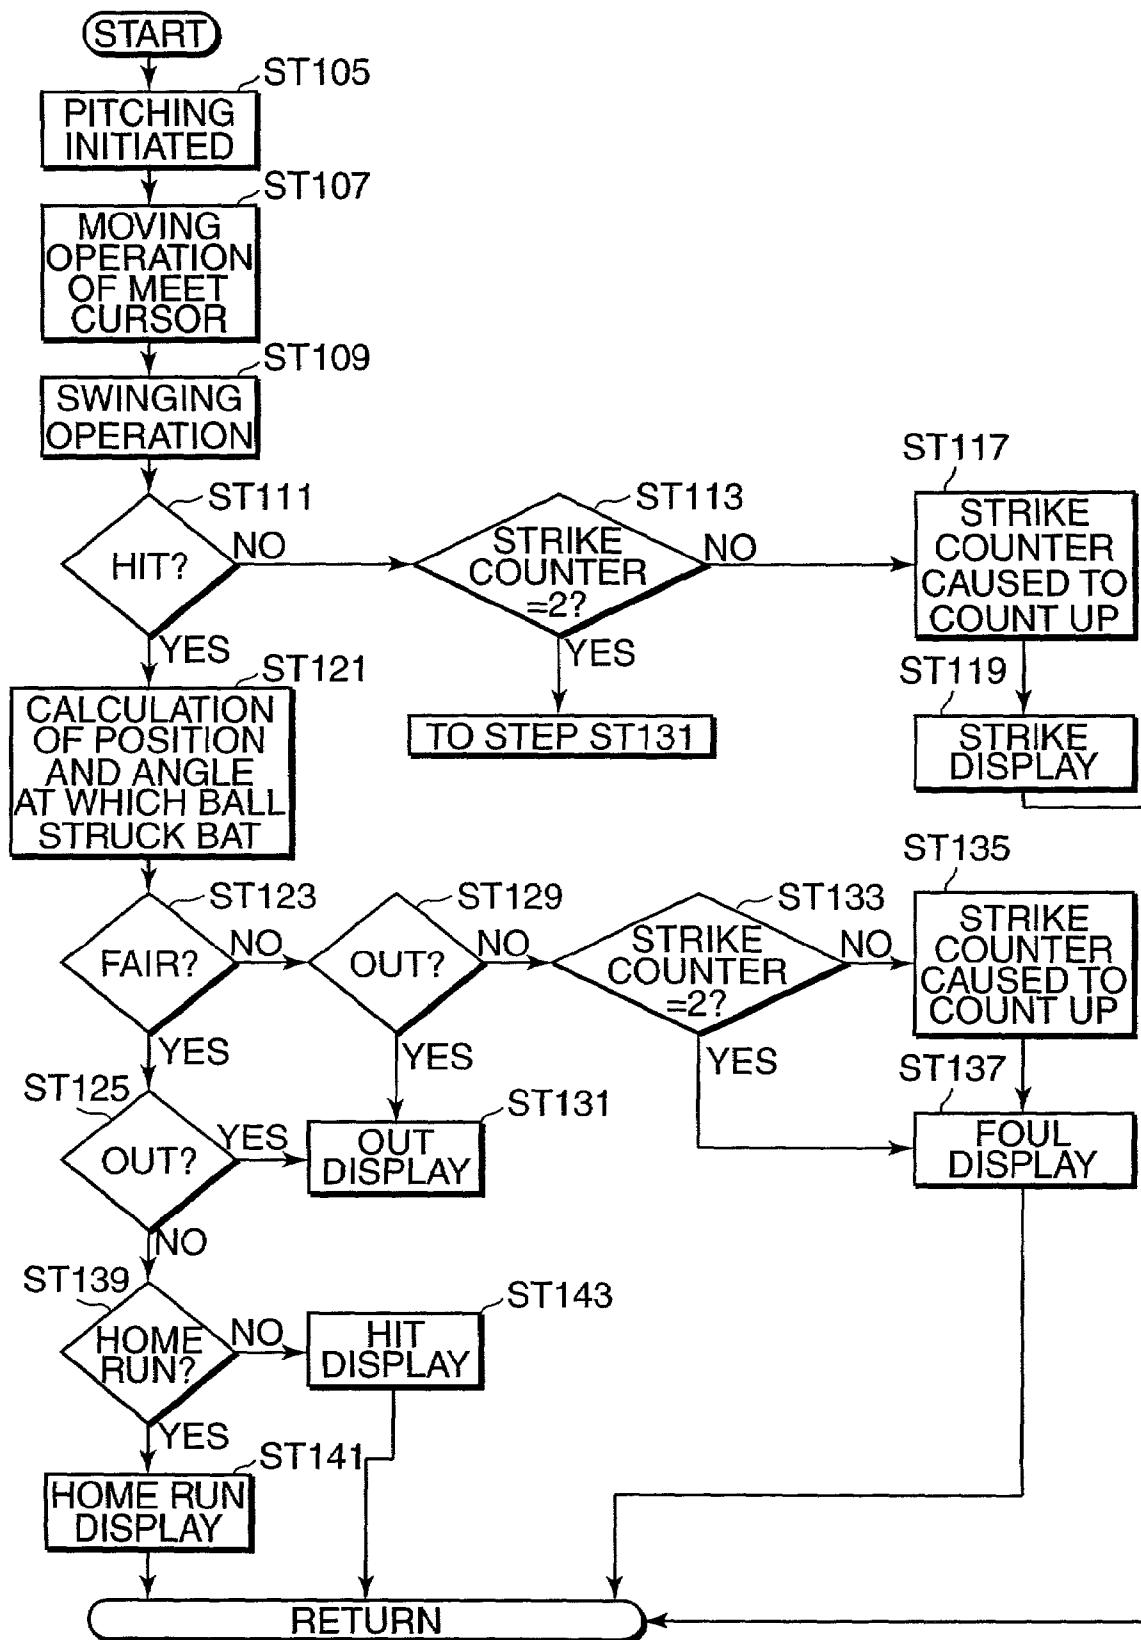 START
ST105
PITCHING
INITIATED
ST107
MOVING
OPERATION
OF MEET
CURSOR
ST109
SWINGING
OPERATION
ST111
HIT?
NO
YES
ST113
STRIKE
COUNTER
=2?
NO
YES
TO STEP ST131
ST117
STRIKE
COUNTER
CAUSED TO
COUNT UP
ST119
STRIKE
DISPLAY
ST121
CALCULATION
OF POSITION
AND ANGLE
AT WHICH BALL
STRUCK BAT
ST123
FAIR?
NO
YES
ST129
OUT?
NO
YES
ST133
STRIKE
COUNTER
=2?
NO
YES
ST135
STRIKE
COUNTER
CAUSED TO
COUNT UP
ST137
FOUL
DISPLAY
ST125
OUT?
YES
NO
ST131
OUT
DISPLAY
ST139
HOME
RUN?
NO
YES
ST143
HIT
DISPLAY
ST141
HOME RUN
DISPLAY
RETURN